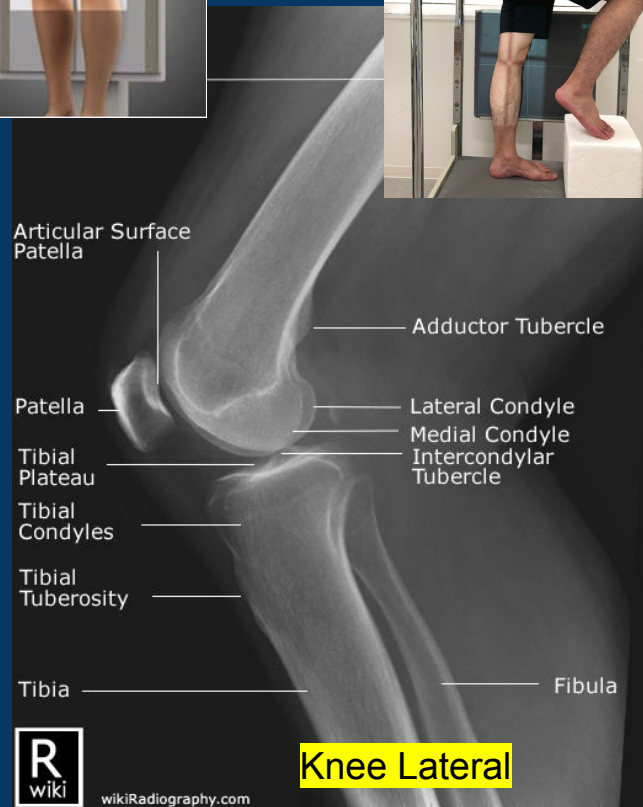 Articular Surface
Patella
Adductor Tubercle
Patella
Lateral Condyle
Medial Condyle
Intercondylar
Tubercle
Tibial
Plateau
Tibial
Condyles
Tibial
Tuberosity
Tibia
Fibula
R
wiki
wikiRadiography.com
Knee Lateral